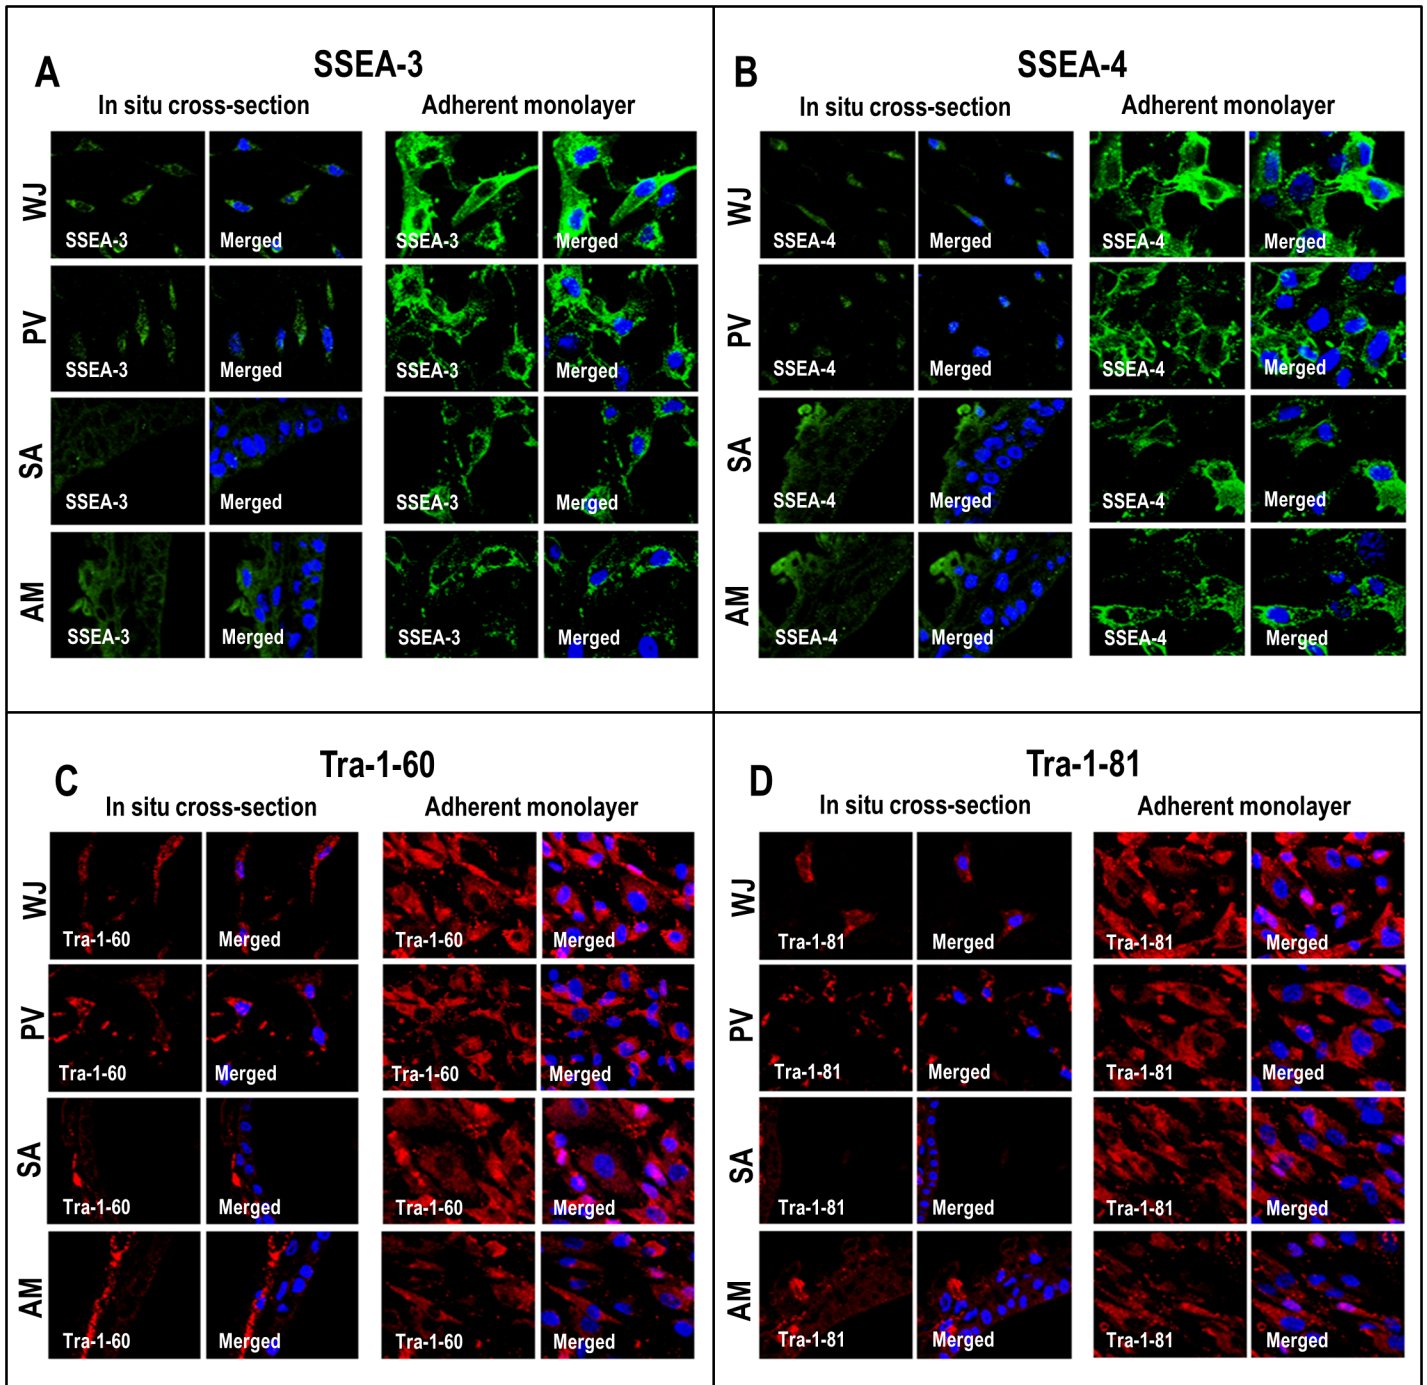 A
SSEA-3
In situ cross-section Adherent monolayer
WJ
SSEA-3 Merged SSEA-3 Merged
PV
SSEA-3 Merged SSEA-3 Merged
SA
SSEA-3 Merged SSEA-3 Merged
AM
SSEA-3 Merged SSEA-3 Merged
B
SSEA-4
In situ cross-section Adherent monolayer
WJ
SSEA-4 Merged SSEA-4 Merged
PV
SSEA-4 Merged SSEA-4 Merged
SA
SSEA-4 Merged SSEA-4 Merged
AM
SSEA-4 Merged SSEA-4 Merged
C
Tra-1-60
In situ cross-section Adherent monolayer
WJ
Tra-1-60 Merged Tra-1-60 Merged
PV
Tra-1-60 Merged Tra-1-60 Merged
SA
Tra-1-60 Merged Tra-1-60 Merged
AM
Tra-1-60 Merged Tra-1-60 Merged
D
Tra-1-81
In situ cross-section Adherent monolayer
WJ
Tra-1-81 Merged Tra-1-81 Merged
PV
Tra-1-81 Merged Tra-1-81 Merged
SA
Tra-1-81 Merged Tra-1-81 Merged
AM
Tra-1-81 Merged Tra-1-81 Merged